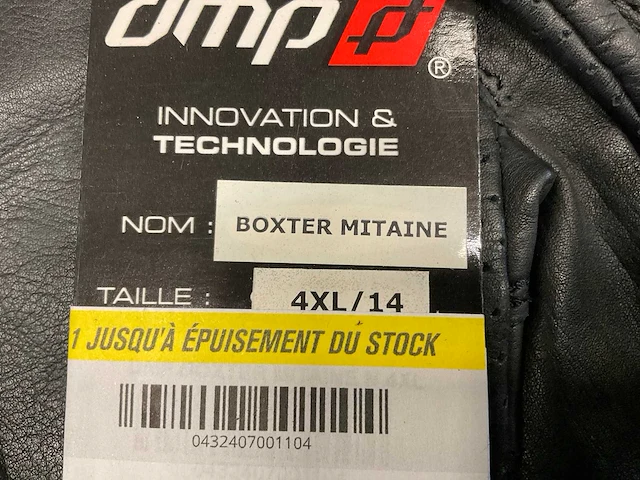 dmp
®
INNOVATION &
TECHNOLOGIE
NOM : BOXTER MITAINE
TAILLE : 4XL/14
1 JUSQU'À ÉPUISEMENT DU STOCK
0432407001104